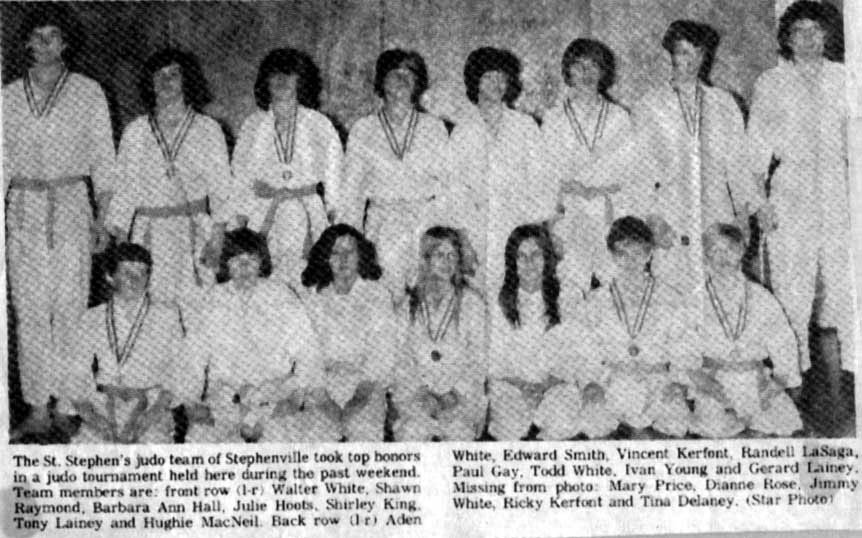 The St. Stephen's judo team of Stephenville took top honors
in a judo tournament held here during the past weekend.
Team members are: front row (l-r) Walter White, Shawn
Raymond, Barbara Ann Hall, Julie Hoots, Shirley King,
Tony Lainey and Hughie MacNeil. Back row (l-r) Aden
White, Edward Smith, Vincent Kerfont, Randell LaSaga,
Paul Gay, Todd White, Ivan Young and Gerard Lainey.
Missing from photo: Mary Price, Dianne Rose, Jimmy
White, Ricky Kerfont and Tina Delaney. (Star Photo)